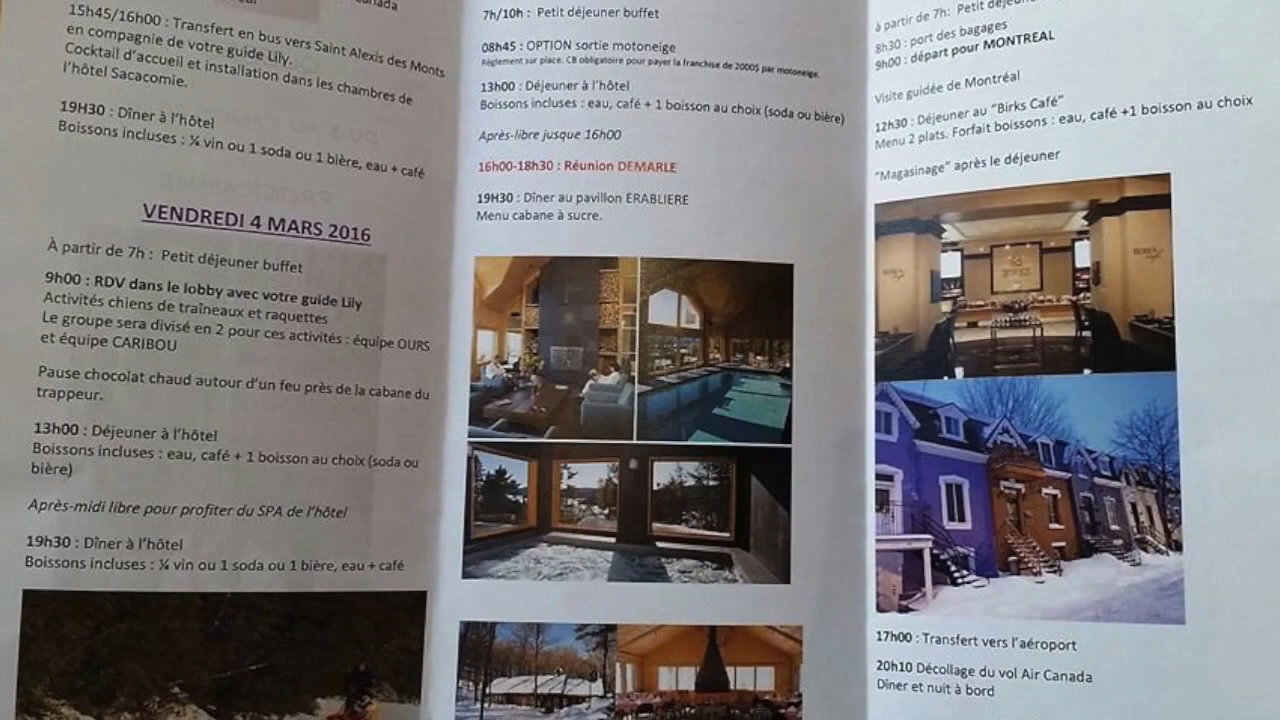 15h45/16h00 : Transfert en bus vers Saint Alexis des Monts
en compagnie de votre guide Lily.
Cocktail d'accueil et installation dans les chambres de
l'hôtel Sacacomie.
19H30 : Dîner à l'hôtel
Boissons incluses : ¼ vin ou 1 soda ou 1 bière, eau + café
VENDREDI 4 MARS 2016
À partir de 7h : Petit déjeuner buffet
9h00 : RDV dans le lobby avec votre guide Lily
Activités chiens de traîneaux et raquettes
Le groupe sera divisé en 2 pour ces activités : équipe OURS
et équipe CARIBOU
Pause chocolat chaud autour d'un feu près de la cabane du
trappeur.
13h00 : Déjeuner à l'hôtel
Boissons incluses : eau, café + 1 boisson au choix (soda ou
bière)
Après-midi libre pour profiter du SPA de l'hôtel
19h30 : Dîner à l'hôtel
Boissons incluses : ¼ vin ou 1 soda ou 1 bière, eau + café
7h/10h : Petit déjeuner buffet
08h45 : OPTION sortie motoneige
Règlement sur place. CB obligatoire pour payer la franchise de 2000$ par motoneige.
13h00 : Déjeuner à l'hôtel
Boissons incluses : eau, café + 1 boisson au choix (soda ou bière)
Après-libre jusque 16h00
16h00-18h30 : Réunion DEMARLE
19H30 : Dîner au pavillon ERABLIERE
Menu cabane à sucre.
à partir de 7h: Petit
8h30 : port des bagages
9h00 : départ pour MONTREAL
Visite guidée de Montréal
12h30 : Déjeuner au "Birks Café"
Menu 2 plats. Forfait boissons : eau, café +1 boisson au choix
"Magasinage" après le déjeuner
BIRKS
17h00 : Transfert vers l'aéroport
20h10 Décollage du vol Air Canada
Dîner et nuit à bord